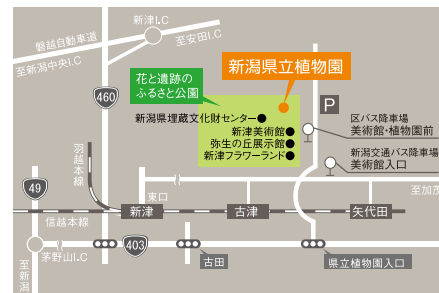 新津I.C
磐越自動車道
至安田I.C
至新潟中央I.C
460
花と遺跡の
ふるさと公園
新潟県立植物園
P
新潟県埋蔵文化財センター●
新津美術館●
弥生の丘展示館●
新津フラワーランド●
区バス降車場
美術館・植物園前
新潟交通バス降車場
美術館入口
羽越本線
49
東口
至加茂
信越本線
新津
古津
矢代田
403
茅野山I.C
古田
県立植物園入口
至新潟